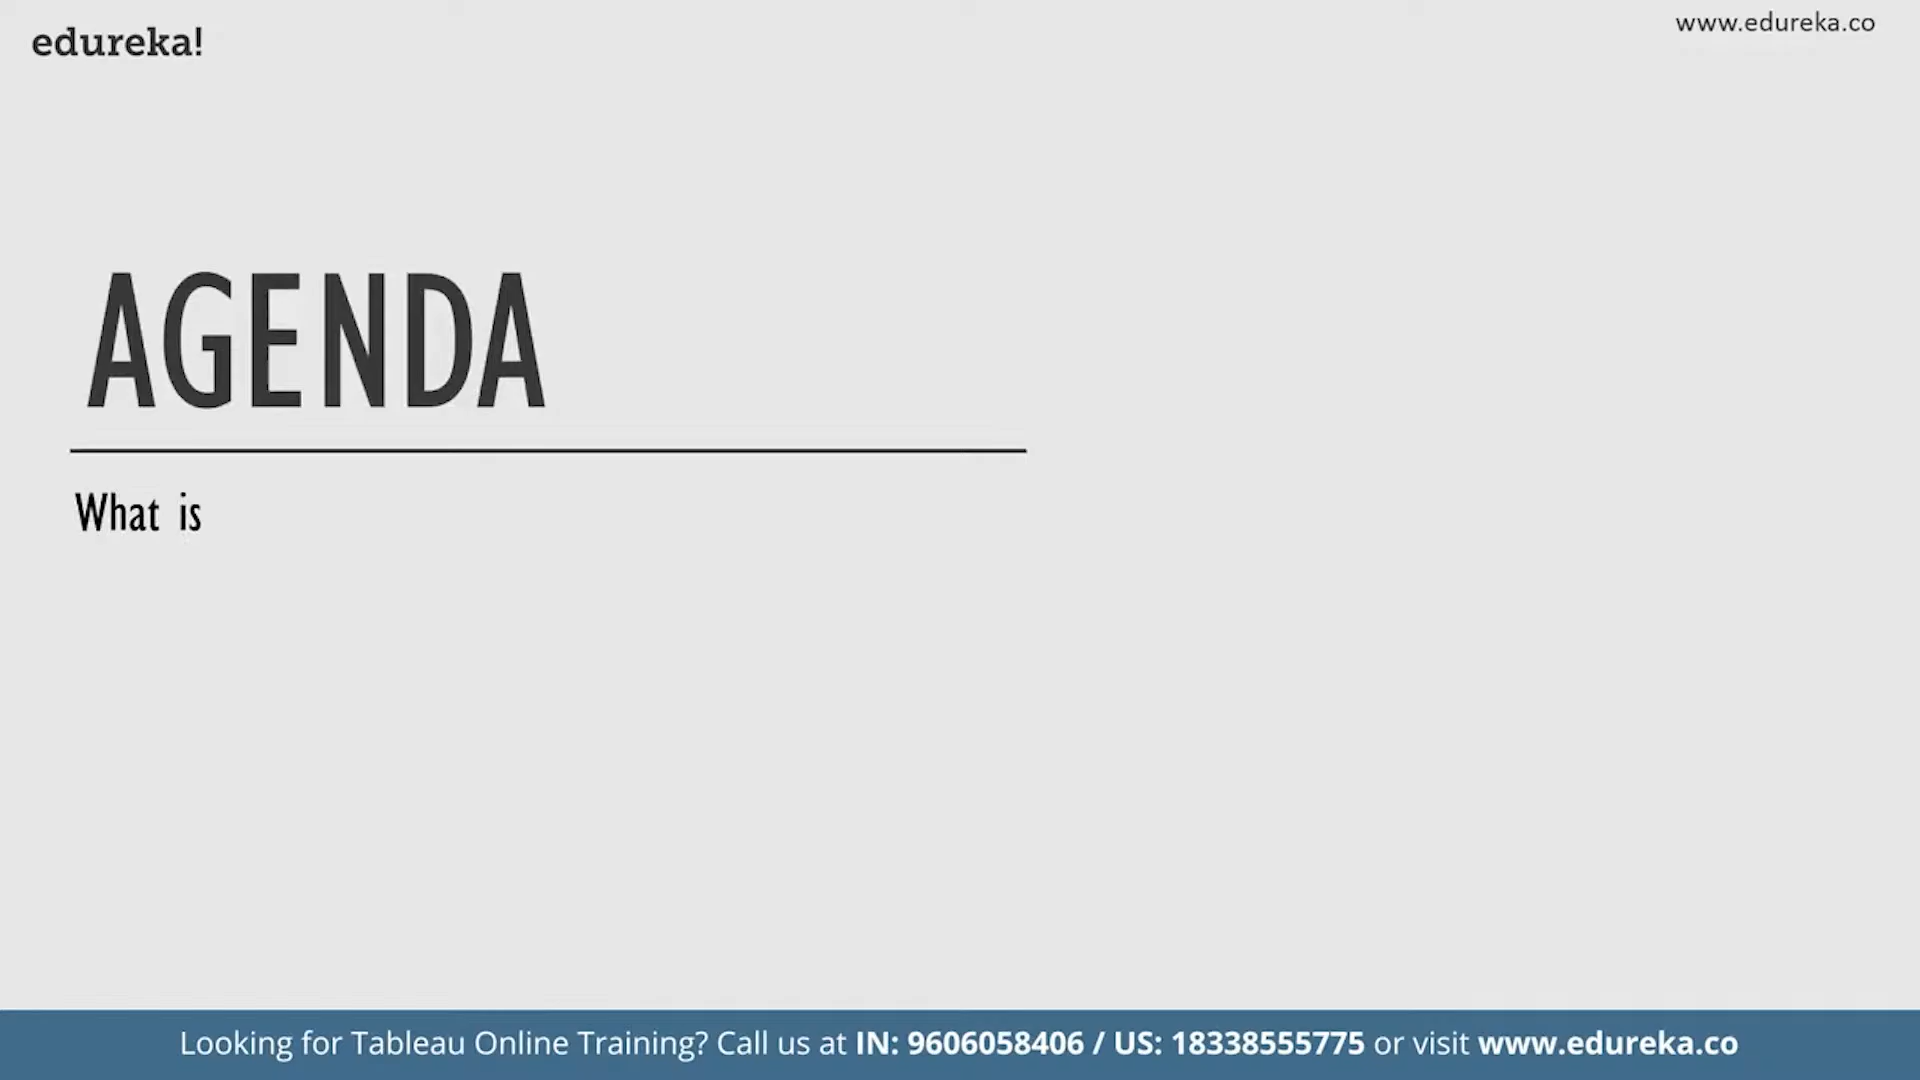 edureka!
www.edureka.co
AGENDA
What is
Looking for Tableau Online Training? Call us at IN: 9606058406 / US: 18338555775 or visit www.edureka.co